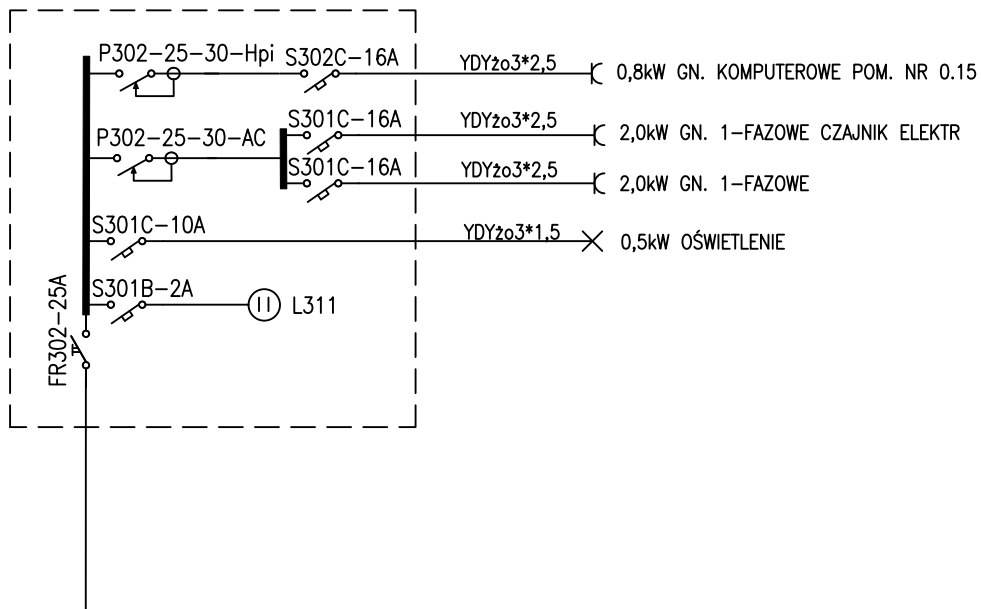 P302-25-30-Hpi
S302C-16A
YDYżo3*2,5
0,8kW GN. KOMPUTEROWE POM. NR 0.15
P302-25-30-AC
S301C-16A
YDYżo3*2,5
2,0kW GN. 1-FAZOWE CZAJNIK ELEKTR
S301C-16A
YDYżo3*2,5
2,0kW GN. 1-FAZOWE
S301C-10A
YDYżo3*1,5
0,5kW OŚWIETLENIE
S301B-2A
L311
FR302-25A